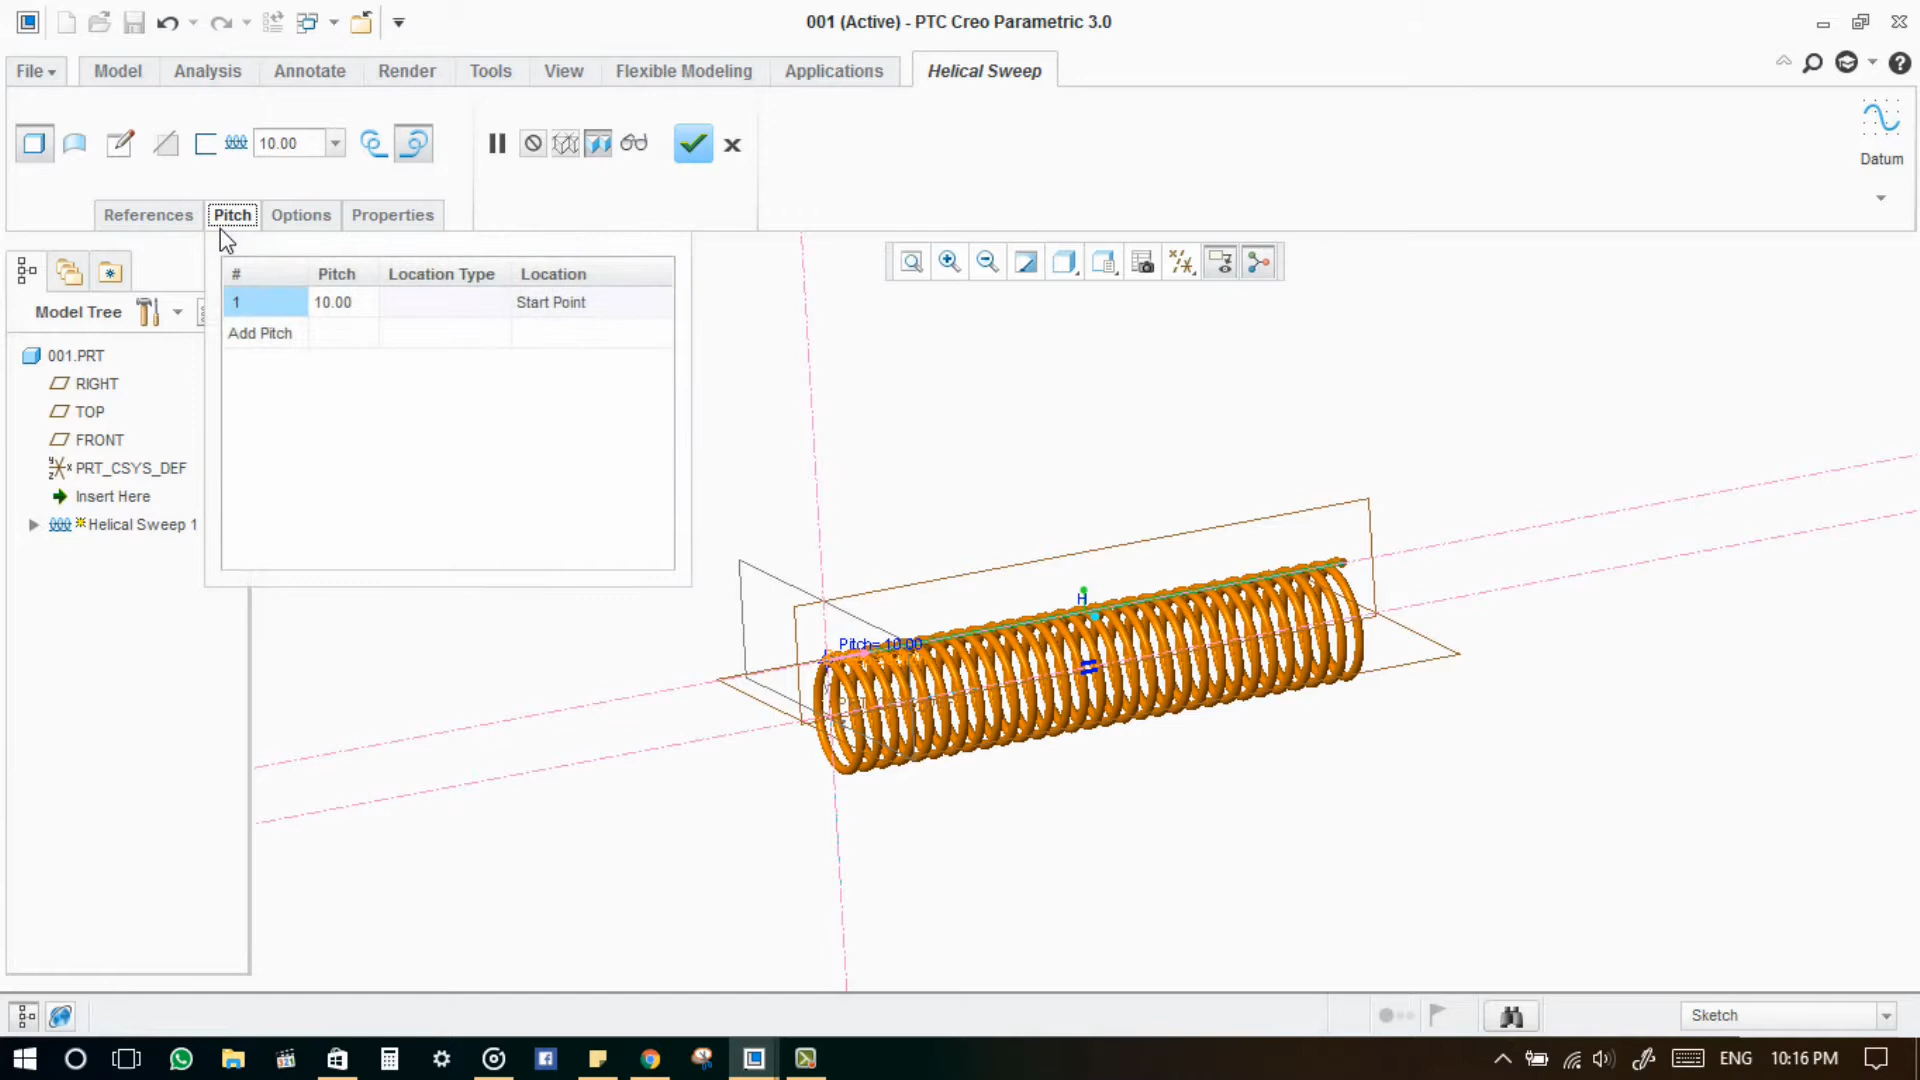 001 (Active) - PTC Creo Parametric 3.0
File Model Analysis Annotate Render Tools View Flexible Modeling Applications Helical Sweep
10.00
Datum
References Pitch Options Properties
# Pitch Location Type Location
1 10.00 Start Point
Add Pitch
Model Tree
001.PRT
RIGHT
TOP
FRONT
PRT_CSYS_DEF
Insert Here
Helical Sweep 1
H
Pitch= 10.00
Sketch
ENG 10:16 PM